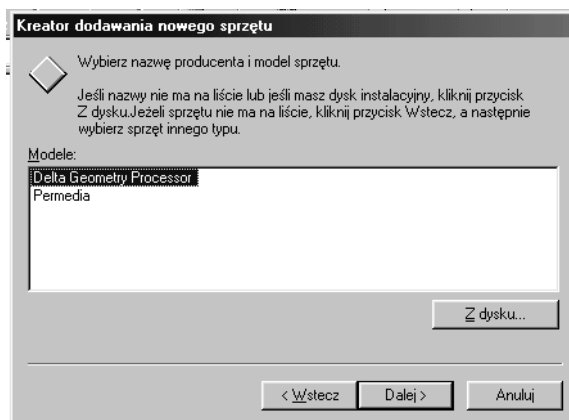 Kreator dodawania nowego sprzętu
Wybierz nazwę producenta i model sprzętu.
Jeśli nazwy nie ma na liście lub jeśli masz dysk instalacyjny, kliknij przycisk
Z dysku.Jeżeli sprzętu nie ma na liście, kliknij przycisk Wstecz, a następnie
wybierz sprzęt innego typu.
Modele:
Delta Geometry Processor
Permedia
Z dysku...
< Wstecz
Dalej >
Anuluj